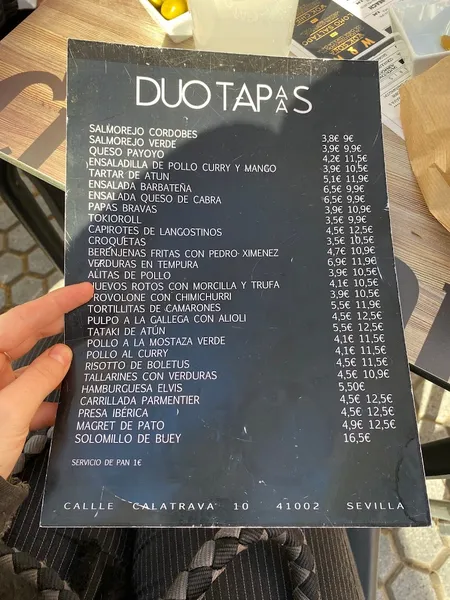 DUO TAPAAS
SALMOREJO CORDOBES 3,8€ 9€
SALMOREJO VERDE 3,9€ 9,9€
QUESO PAYOYO 4,2€ 11,5€
ENSALADILLA DE POLLO CURRY Y MANGO 3,9€ 10,5€
TARTAR DE ATUN 5,1€ 11,9€
ENSALADA BARBATEÑA 6,5€ 9,9€
ENSALADA QUESO DE CABRA 6,5€ 9,9€
PAPAS BRAVAS 3,9€ 10,9€
TOKIOROLL 3,5€ 9,9€
CAPIROTES DE LANGOSTINOS 4,5€ 12,5€
CROQUETAS 3,5€ 10,5€
BERENJENAS FRITAS CON PEDRO XIMENEZ 4,7€ 10,9€
VERDURAS EN TEMPURA 6,9€ 11,9€
ALITAS DE POLLO 3,9€ 10,5€
HUEVOS ROTOS CON MORCILLA Y TRUFA 4,1€ 10,5€
PROVOLONE CON CHIMICHURRI 3,9€ 10,5€
TORTILLITAS DE CAMARONES 5,5€ 11,9€
PULPO A LA GALLEGA CON ALIOLI 4,5€ 12,5€
TATAKI DE ATÚN 5,5€ 12,5€
POLLO A LA MOSTAZA VERDE 4,1€ 11,5€
POLLO AL CURRY 4,1€ 11,5€
RISOTTO DE BOLETUS 4,5€ 11,5€
TALLARINES CON VERDURAS 4,5€ 10,9€
HAMBURGUESA ELVIS 5,50€
CARRILLADA PARMENTIER 4,5€ 12,5€
PRESA IBÉRICA 4,5€ 12,5€
MAGRET DE PATO 4,9€ 12,5€
SOLOMILLO DE BUEY 16,5€
SERVICIO DE PAN 1€
CALLLE CALATRAVA 10 41002 SEVILLA